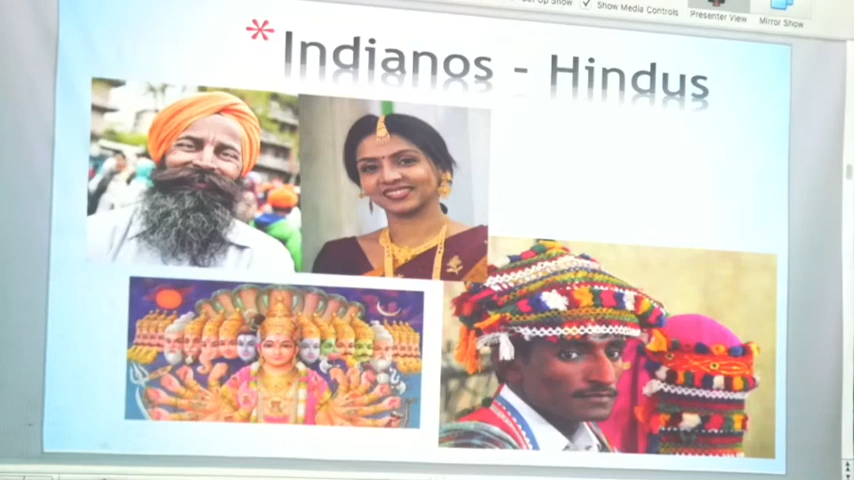 Show Media Controls
Presenter View
Mirror Show
* Indianos - Hindus